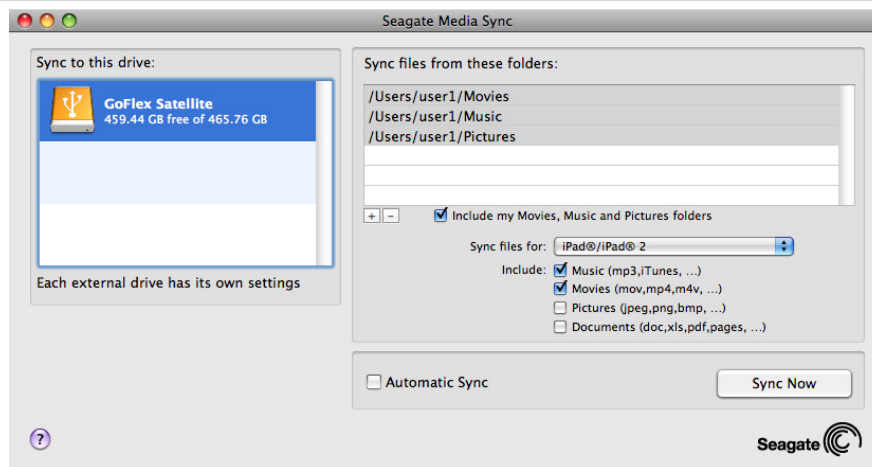 Seagate Media Sync
Sync to this drive:
GoFlex Satellite
459.44 GB free of 465.76 GB
Each external drive has its own settings
Sync files from these folders:
/Users/user1/Movies
/Users/user1/Music
/Users/user1/Pictures
+ -
Include my Movies, Music and Pictures folders
Sync files for: iPad®/iPad® 2
Include: Music (mp3,iTunes, ...)
Movies (mov,mp4,m4v, ...)
Pictures (jpeg,png,bmp, ...)
Documents (doc,xls,pdf,pages, ...)
Automatic Sync
Sync Now
?
Seagate